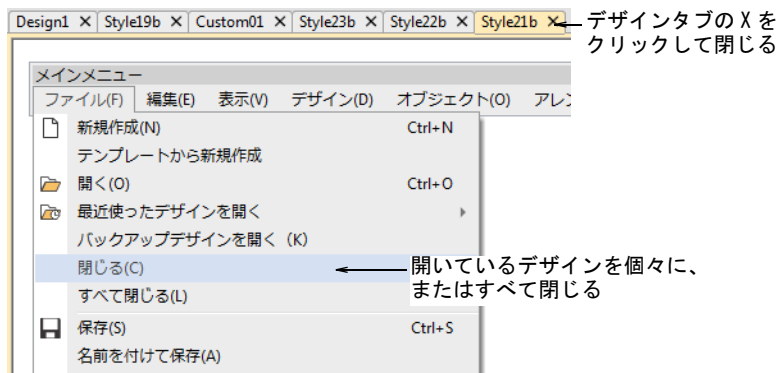 Design1 X Style19b X Custom01 X Style23b X Style22b X Style21b X
デザインタブの X を
クリックして閉じる
メインメニュー
ファイル(F) 編集(E) 表示(V) デザイン(D) オブジェクト(O) アレン
新規作成(N) Ctrl+N
テンプレートから新規作成
開く(O) Ctrl+O
最近使ったデザインを開く
バックアップデザインを開く (K)
閉じる(C)
開いているデザインを個々に、
またはすべて閉じる
すべて閉じる(L)
保存(S) Ctrl+S
名前を付けて保存(A)